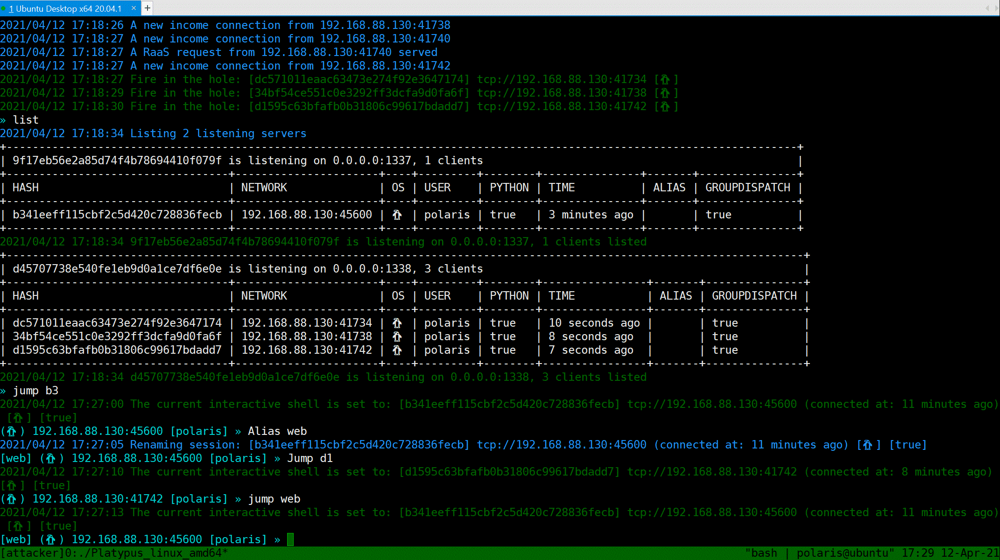 1 Ubuntu Desktop x64 20.04.1 × +
2021/04/12 17:18:26 A new income connection from 192.168.88.130:41738
2021/04/12 17:18:27 A new income connection from 192.168.88.130:41740
2021/04/12 17:18:27 A RaaS request from 192.168.88.130:41740 served
2021/04/12 17:18:27 A new income connection from 192.168.88.130:41742
2021/04/12 17:18:27 Fire in the hole: [dc571011eaac63473e274f92e3647174] tcp://192.168.88.130:41734 [🐧]
2021/04/12 17:18:29 Fire in the hole: [34bf54ce551c0e3292ff3dcfa9d0fa6f] tcp://192.168.88.130:41738 [🐧]
2021/04/12 17:18:30 Fire in the hole: [d1595c63bfafb0b31806c99617bdadd7] tcp://192.168.88.130:41742 [🐧]
» list
2021/04/12 17:18:34 Listing 2 listening servers
| 9f17eb56e2a85d74f4b78694410f079f is listening on 0.0.0.0:1337, 1 clients |
| HASH | NETWORK | OS | USER | PYTHON | TIME | ALIAS | GROUPDISPATCH |
| b341eeff115cbf2c5d420c728836fecb | 192.168.88.130:45600 | 🐧 | polaris | true | 3 minutes ago | | true |
2021/04/12 17:18:34 9f17eb56e2a85d74f4b78694410f079f is listening on 0.0.0.0:1337, 1 clients listed
| d45707738e540fe1eb9d0a1ce7df6e0e is listening on 0.0.0.0:1338, 3 clients |
| HASH | NETWORK | OS | USER | PYTHON | TIME | ALIAS | GROUPDISPATCH |
| dc571011eaac63473e274f92e3647174 | 192.168.88.130:41734 | 🐧 | polaris | true | 10 seconds ago | | true |
| 34bf54ce551c0e3292ff3dcfa9d0fa6f | 192.168.88.130:41738 | 🐧 | polaris | true | 8 seconds ago | | true |
| d1595c63bfafb0b31806c99617bdadd7 | 192.168.88.130:41742 | 🐧 | polaris | true | 7 seconds ago | | true |
2021/04/12 17:18:34 d45707738e540fe1eb9d0a1ce7df6e0e is listening on 0.0.0.0:1338, 3 clients listed
» jump b3
2021/04/12 17:27:00 The current interactive shell is set to: [b341eeff115cbf2c5d420c728836fecb] tcp://192.168.88.130:45600 (connected at: 11 minutes ago)
[🐧] [true]
(🐧) 192.168.88.130:45600 [polaris] » Alias web
2021/04/12 17:27:05 Renaming session: [b341eeff115cbf2c5d420c728836fecb] tcp://192.168.88.130:45600 (connected at: 11 minutes ago) [🐧] [true]
[web] (🐧) 192.168.88.130:45600 [polaris] » Jump d1
2021/04/12 17:27:10 The current interactive shell is set to: [d1595c63bfafb0b31806c99617bdadd7] tcp://192.168.88.130:41742 (connected at: 8 minutes ago)
[🐧] [true]
(🐧) 192.168.88.130:41742 [polaris] » jump web
2021/04/12 17:27:13 The current interactive shell is set to: [b341eeff115cbf2c5d420c728836fecb] tcp://192.168.88.130:45600 (connected at: 11 minutes ago)
[🐧] [true]
[web] (🐧) 192.168.88.130:45600 [polaris] »
[attacker]0:./Platypus_linux_amd64* "bash | polaris@ubuntu" 17:29 12-Apr-21